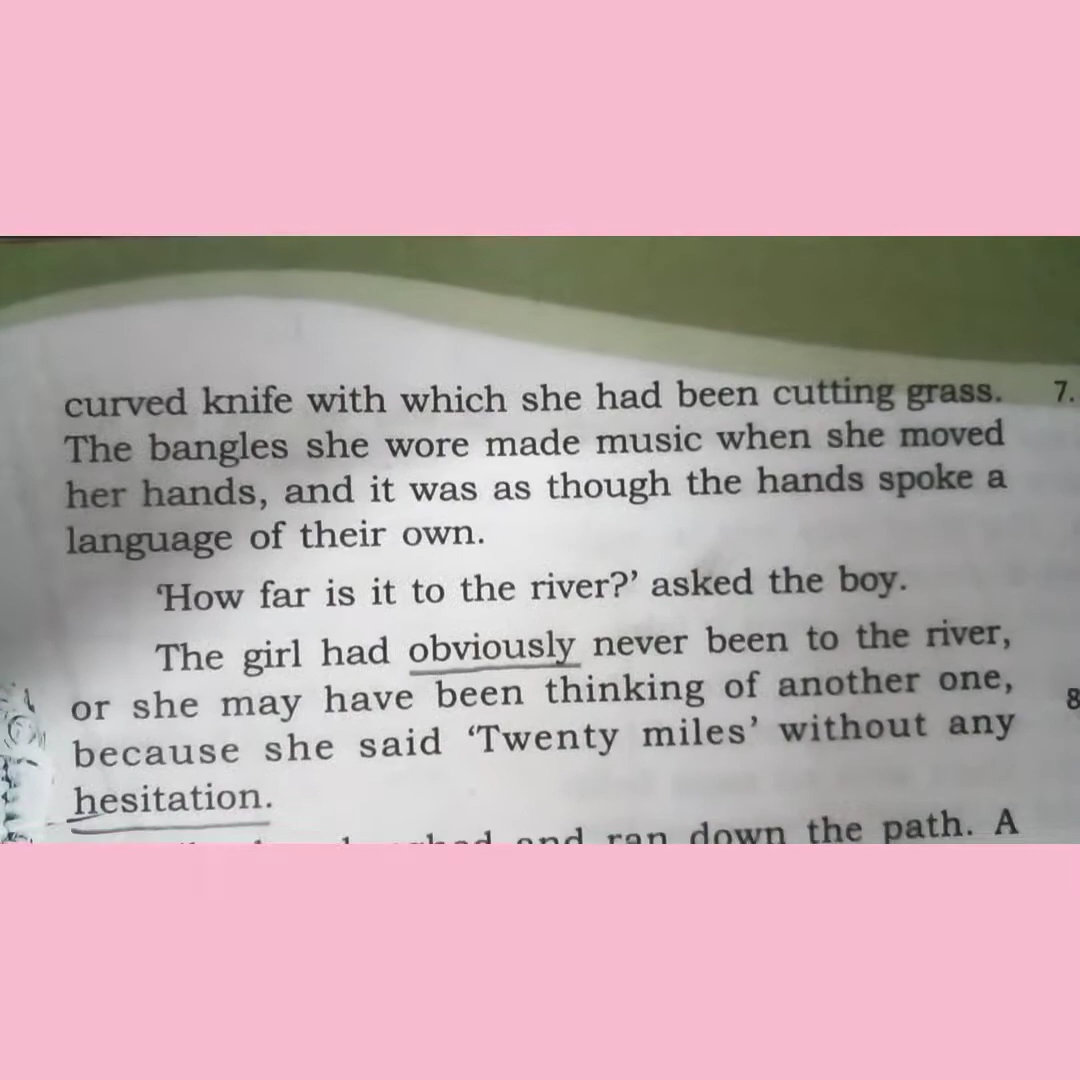 curved knife with which she had been cutting grass.
The bangles she wore made music when she moved
her hands, and it was as though the hands spoke a
language of their own.
‘How far is it to the river?’ asked the boy.
The girl had obviously never been to the river,
or she may have been thinking of another one,
because she said ‘Twenty miles’ without any
hesitation.
and ran down the path. A
7.
8